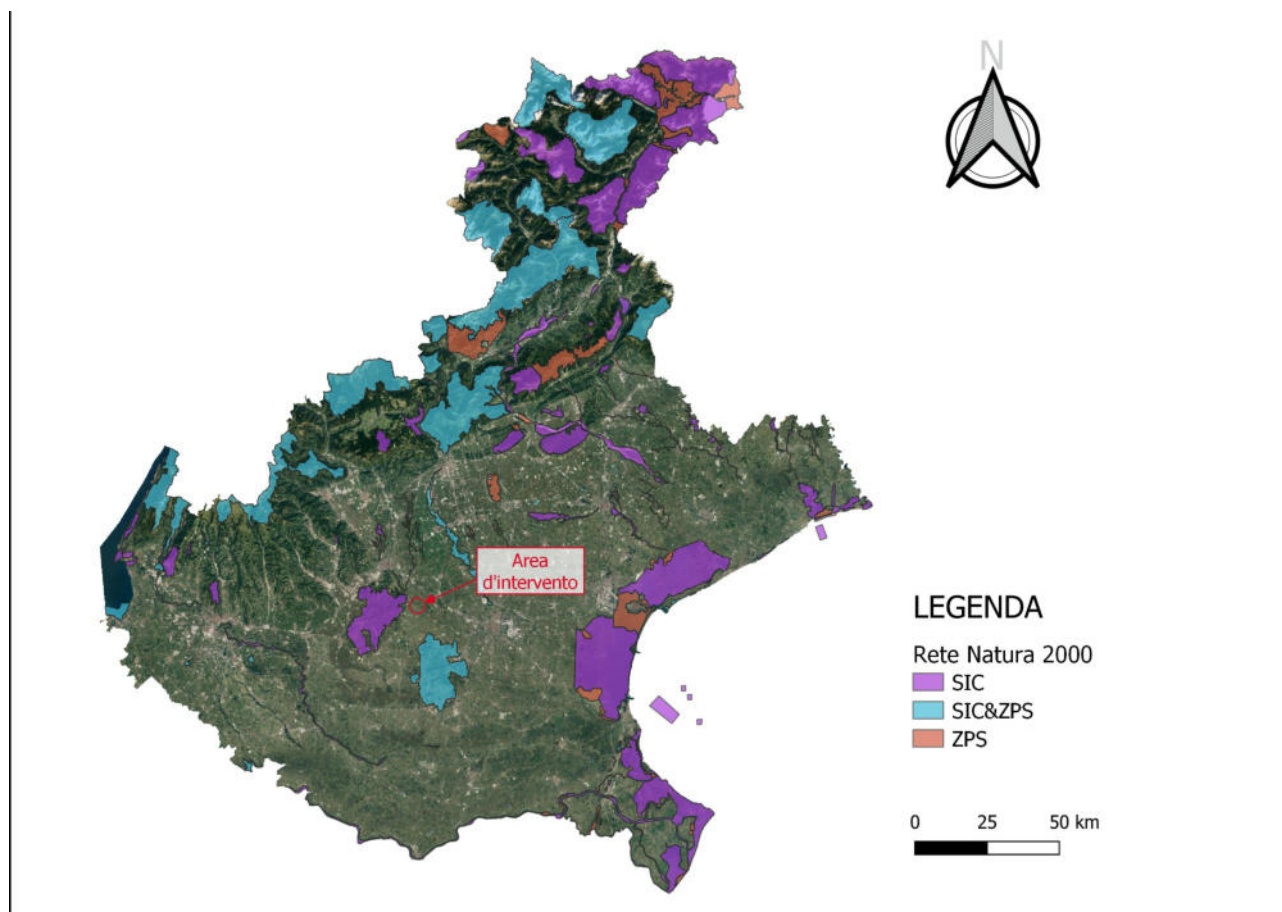 N
Area
d'intervento
LEGENDA
Rete Natura 2000
SIC
SIC&ZPS
ZPS
0 25 50 km